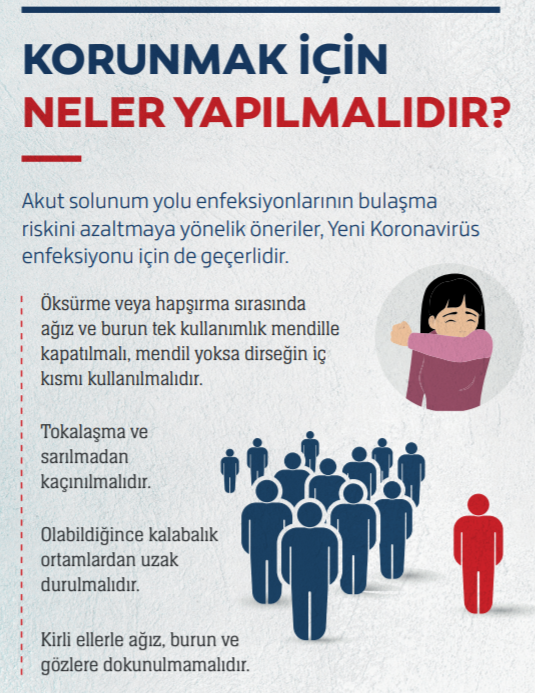 KORUNMAK İÇİN
NELER YAPILMALIDIR?
Akut solunum yolu enfeksiyonlarının bulaşma
riskini azaltmaya yönelik öneriler, Yeni Koronavirüs
enfeksiyonu için de geçerlidir.
Öksürme veya hapşırma sırasında
ağız ve burun tek kullanımlık mendille
kapatılmalı, mendil yoksa dirseğin iç
kısmı kullanılmalıdır.
Tokalaşma ve
sarılmadan
kaçınılmalıdır.
Olabildiğince kalabalık
ortamlardan uzak
durulmalıdır.
Kirli ellerle ağız, burun ve
gözlere dokunulmamalıdır.